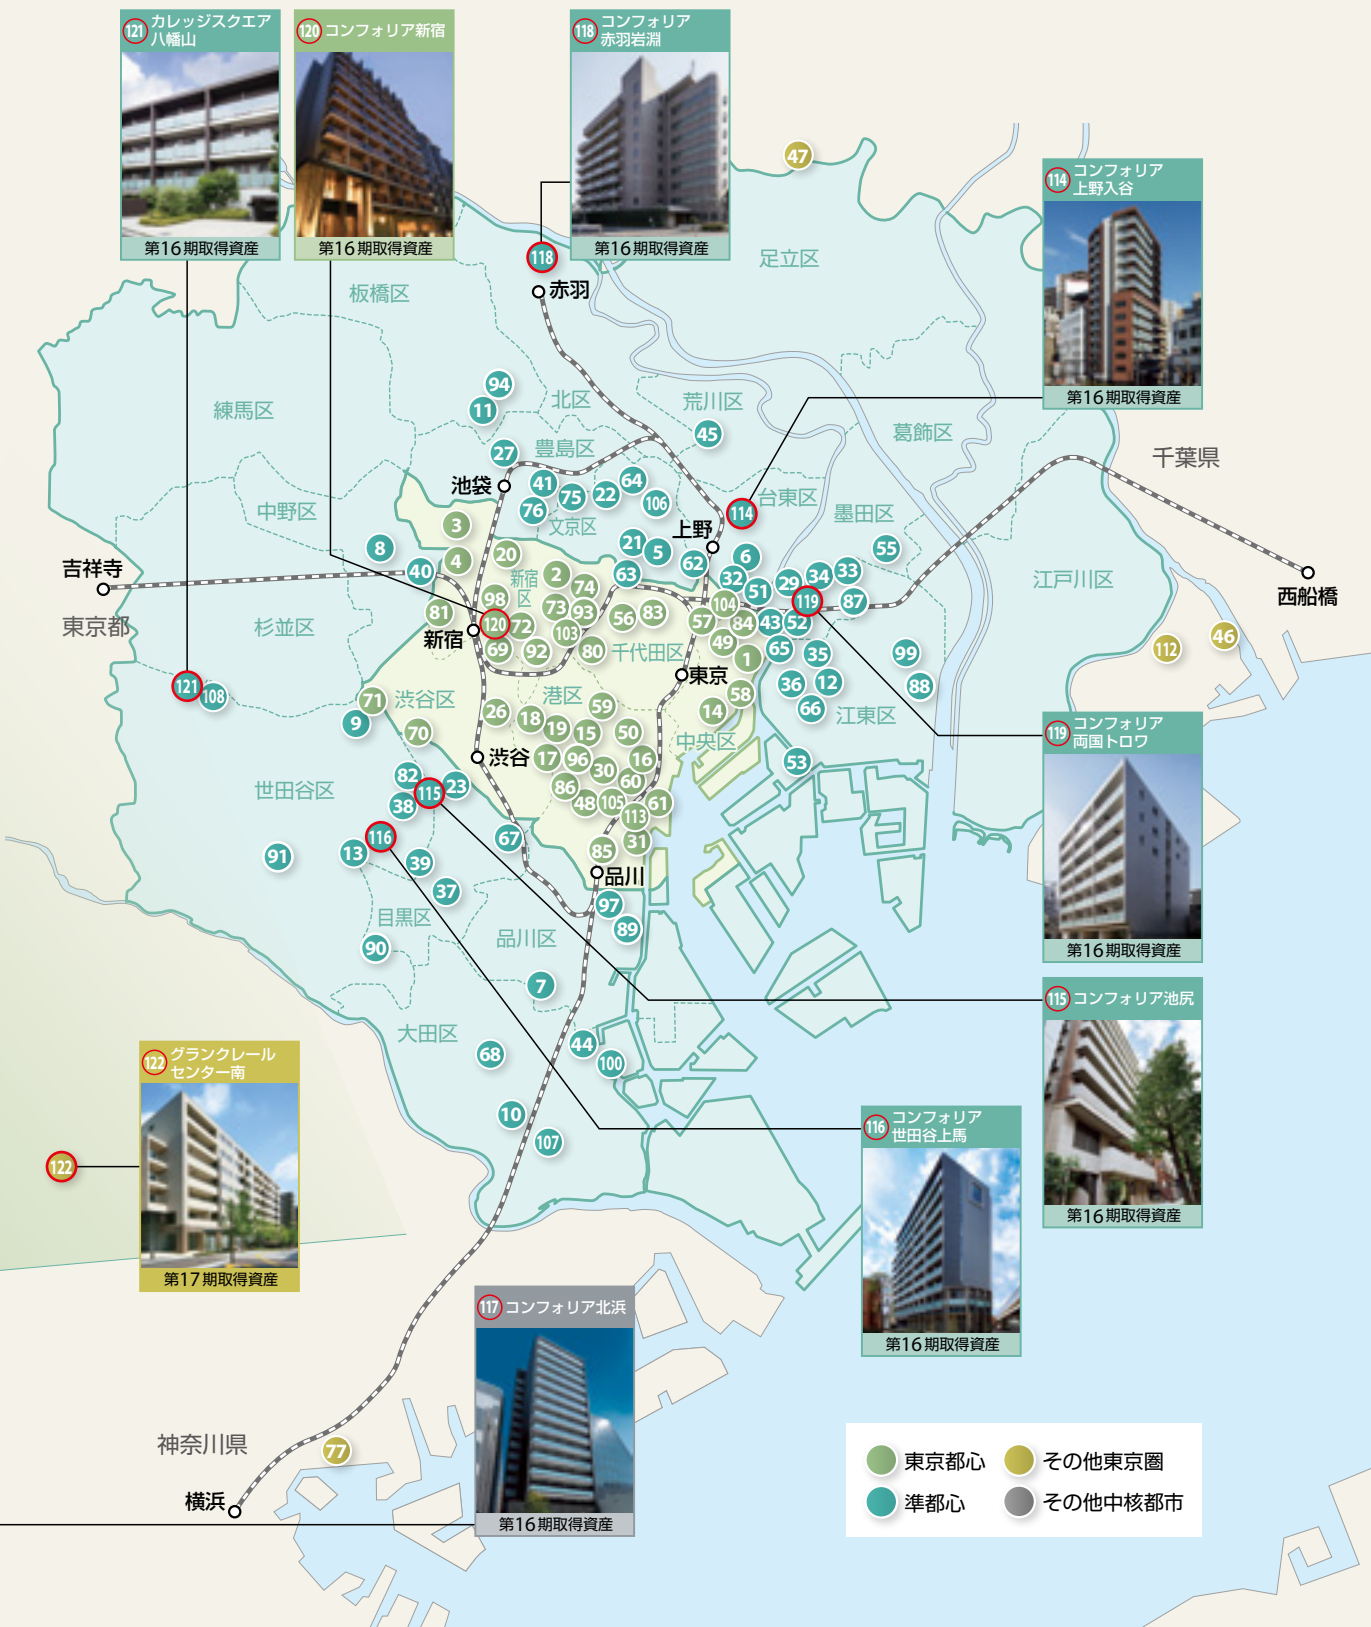 121 カレッジスクエア
八幡山
第16期取得資産
120 コンフォリア新宿
第16期取得資産
118 コンフォリア
赤羽岩淵
第16期取得資産
114 コンフォリア
上野入谷
第16期取得資産
47
118
赤羽
足立区
板橋区
94
11
北区
荒川区
45
練馬区
葛飾区
千葉県
27
豊島区
池袋
41
75
22
64
106
76
文京区
114
台東区
墨田区
中野区
3
8
4
20
21
5
上野
62
6
55
吉祥寺
40
新宿
区
2
74
63
32
51
29
34
33
江戸川区
西船橋
東京都
杉並区
81
98
73
93
56
83
104
119
87
新宿
120
72
103
57
84
43
52
46
69
92
80
千代田区
49
1
65
35
99
112
121
108
東京
36
12
88
71
渋谷区
港区
58
66
江東区
9
70
26
18
59
14
19
15
50
中央区
渋谷
17
96
16
53
119 コンフォリア
両国トロワ
第16期取得資産
世田谷区
82
23
115
30
60
38
86
48
105
61
113
116
67
31
91
13
39
85
37
品川
97
目黒区
89
90
品川区
7
115 コンフォリア池尻
第16期取得資産
大田区
68
44
100
122 グランクレール
センター南
第17期取得資産
122
10
107
116 コンフォリア
世田谷上馬
第16期取得資産
117 コンフォリア北浜
第16期取得資産
神奈川県
77
横浜
東京都心
その他東京圏
準都心
その他中核都市